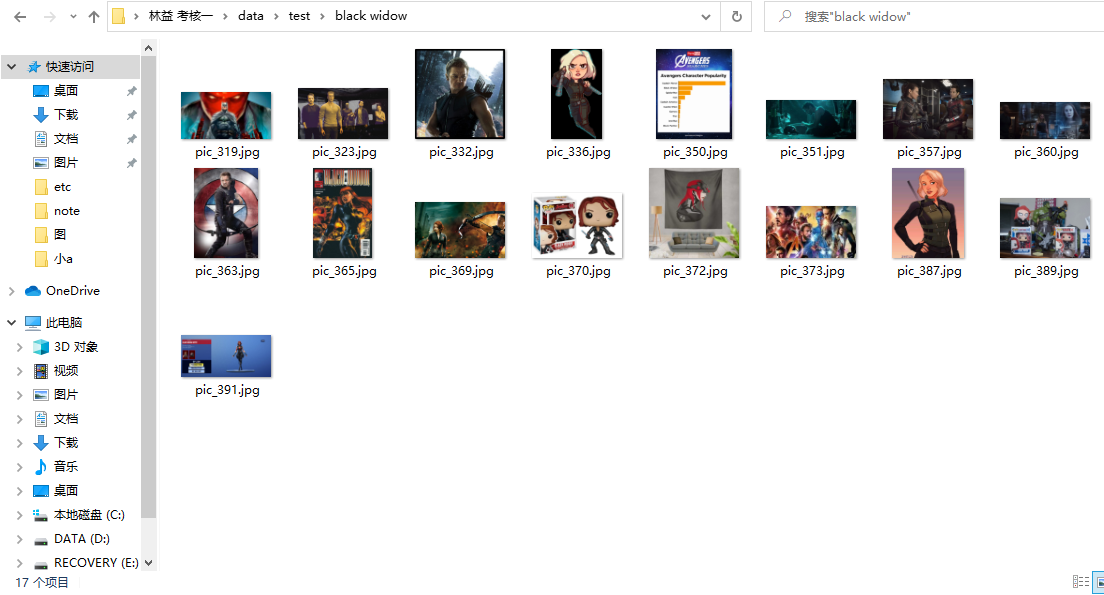 林益 考核一 › data › test › black widow
搜索"black widow"
快速访问
桌面
下载
文档
图片
etc
note
图
小a
OneDrive
此电脑
3D 对象
视频
图片
文档
下载
音乐
桌面
本地磁盘 (C:)
DATA (D:)
RECOVERY (E:)
pic_319.jpg
pic_323.jpg
pic_332.jpg
pic_336.jpg
AVENGERS
Avengers Character Popularity
pic_350.jpg
pic_351.jpg
pic_357.jpg
pic_360.jpg
pic_363.jpg
pic_365.jpg
pic_369.jpg
pic_370.jpg
pic_372.jpg
pic_373.jpg
pic_387.jpg
pic_389.jpg
pic_391.jpg
17 个项目